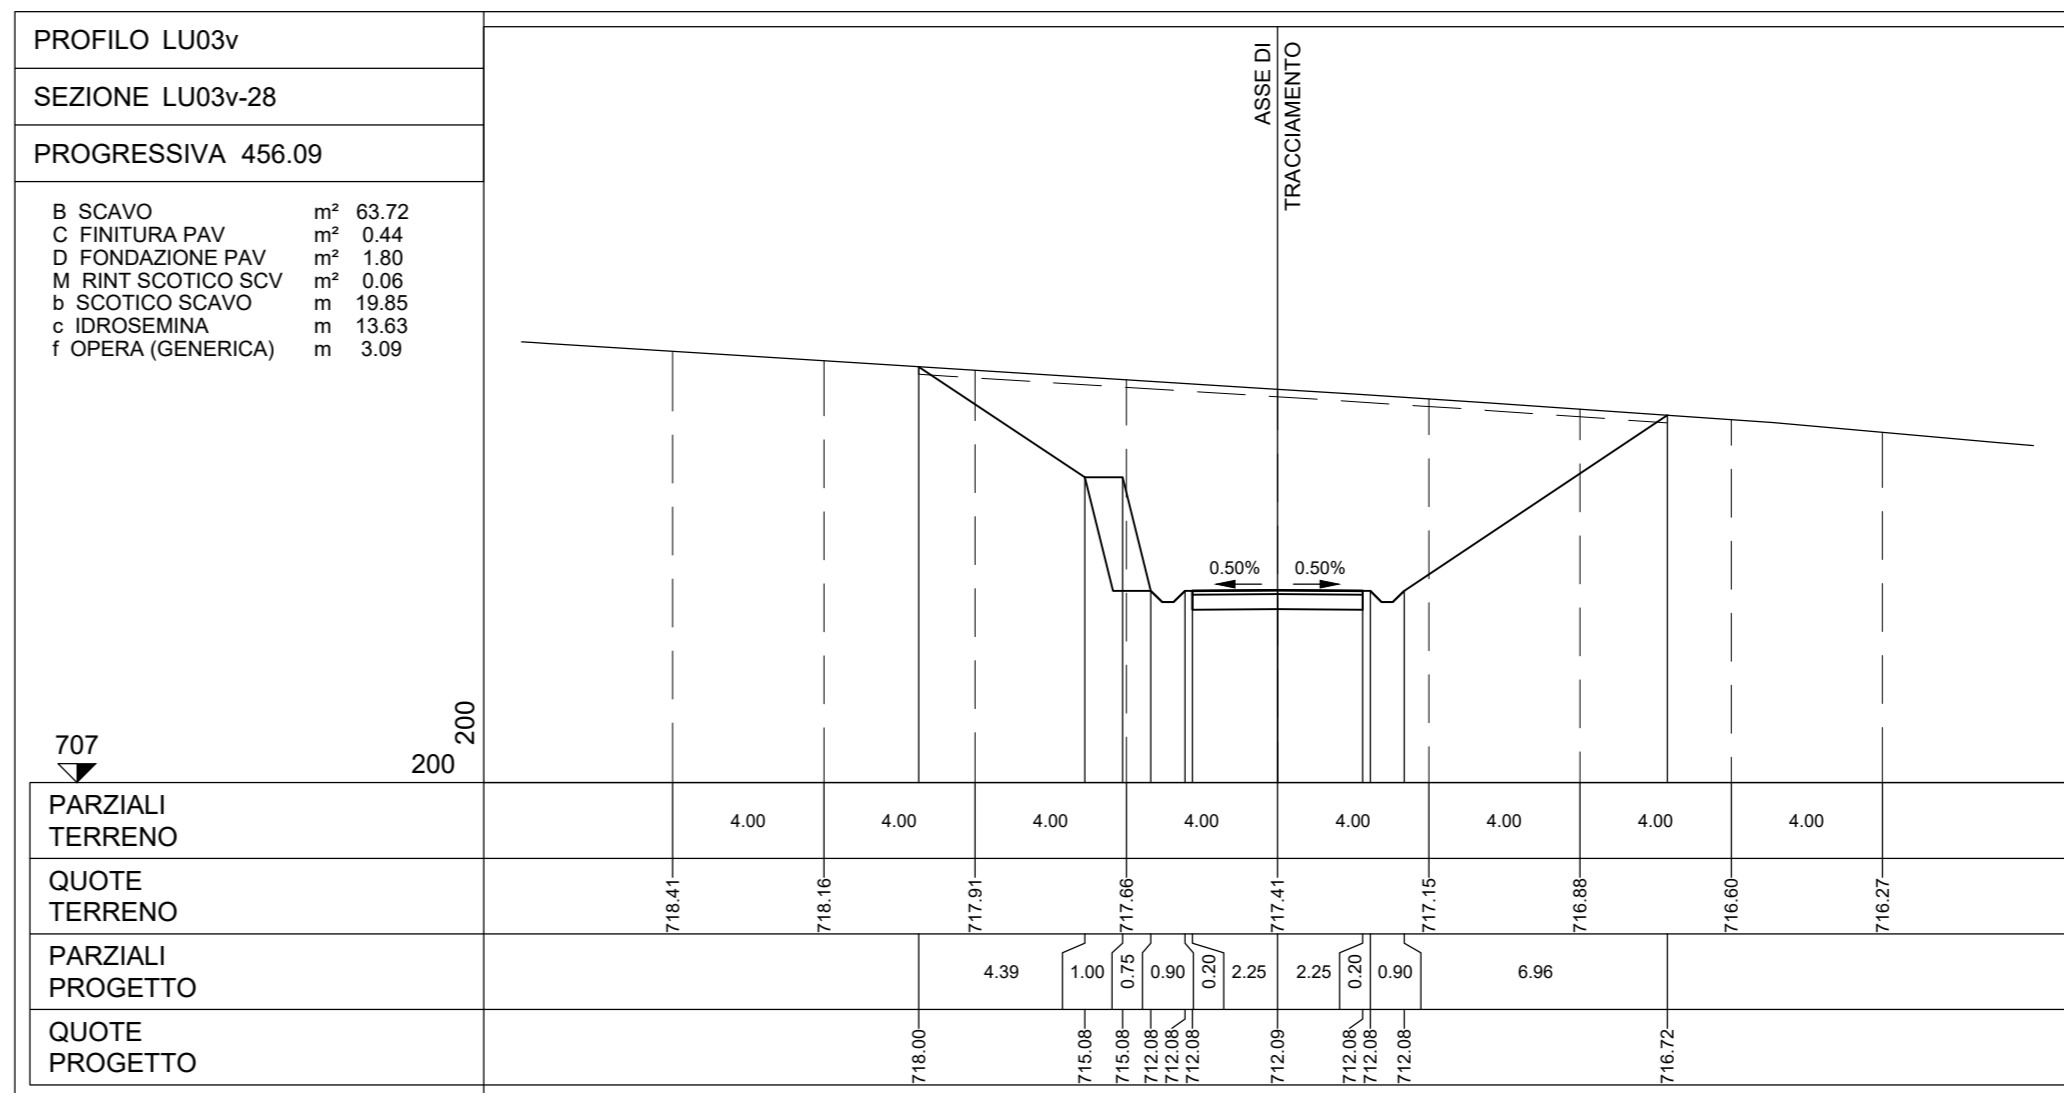 PROFILO LU03v
SEZIONE LU03v-28
PROGRESSIVA 456.09
B SCAVO m² 63.72
C FINITURA PAV m² 0.44
D FONDAZIONE PAV m² 1.80
M RINT SCOTICO SCV m² 0.06
b SCOTICO SCAVO m 19.85
c IDROSEMINA m 13.63
f OPERA (GENERICA) m 3.09
ASSE DI
TRACCIAMENTO
0.50% 0.50%
707
200
200
PARZIALI
TERRENO
4.00 4.00 4.00 4.00 4.00 4.00 4.00 4.00
QUOTE
TERRENO
718.41 718.16 717.91 717.66 717.41 717.15 716.88 716.60 716.27
PARZIALI
PROGETTO
4.39 1.00 0.75 0.90 0.20 2.25 2.25 0.20 0.90 6.96
QUOTE
PROGETTO
718.00 715.08 715.08 712.08 712.08 712.08 712.09 712.08 712.08 712.08 716.72